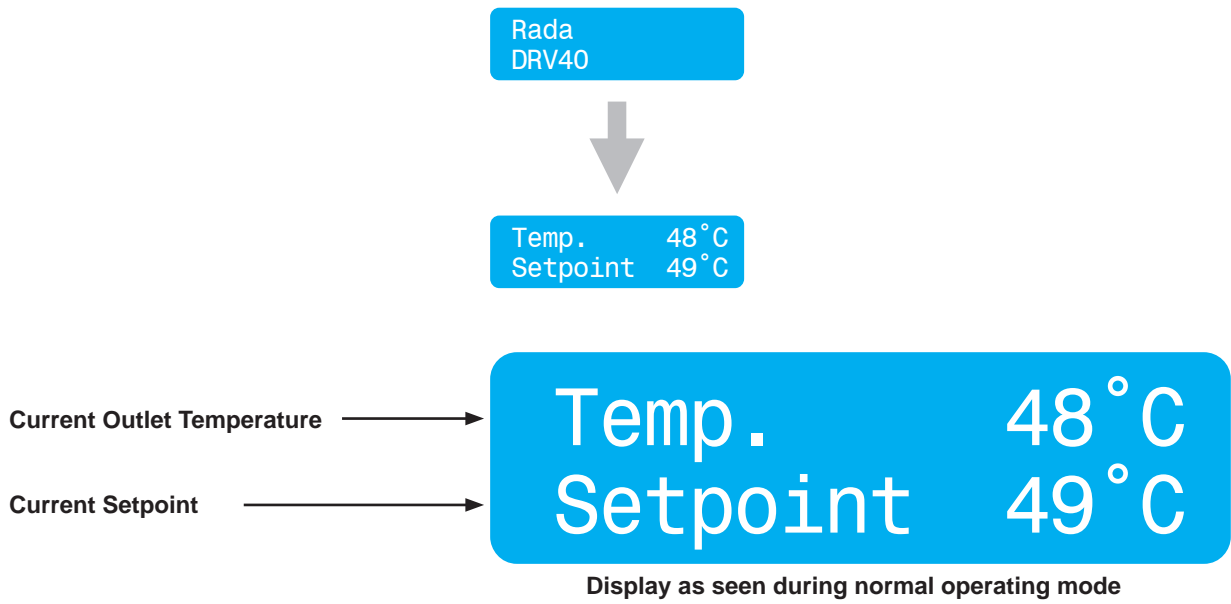 Rada
DRV40
Temp. 48˚C
Setpoint 49˚C
Current Outlet Temperature
Temp. 48˚C
Current Setpoint
Setpoint 49˚C
Display as seen during normal operating mode